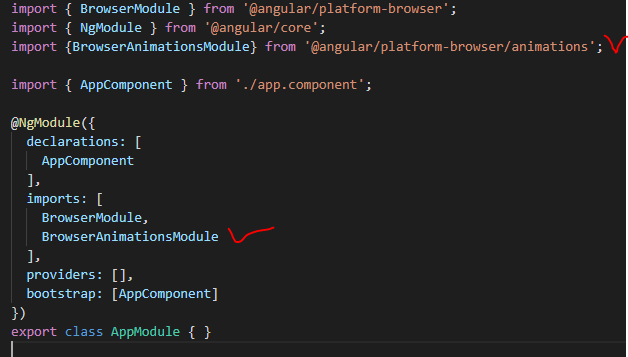 import { BrowserModule } from '@angular/platform-browser';
import { NgModule } from '@angular/core';
import {BrowserAnimationsModule} from '@angular/platform-browser/animations';
import { AppComponent } from './app.component';
@NgModule({
declarations: [
AppComponent
],
imports: [
BrowserModule,
BrowserAnimationsModule
],
providers: [],
bootstrap: [AppComponent]
})
export class AppModule { }